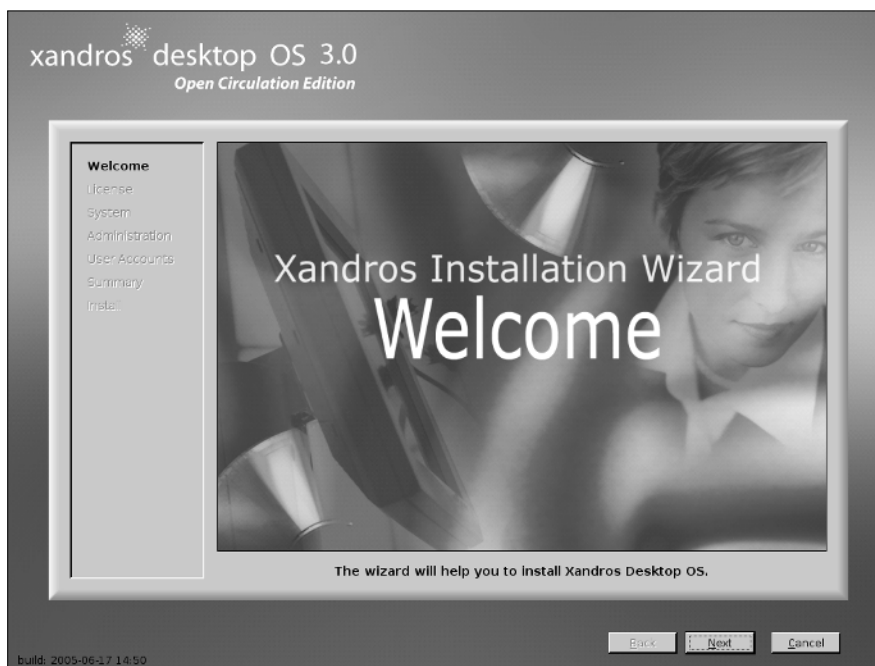 xandros desktop OS 3.0
Open Circulation Edition
Welcome
License
System
Administration
User Accounts
Summary
Install
Xandros Installation Wizard
Welcome
The wizard will help you to install Xandros Desktop OS.
Back
Next
Cancel
build: 2005-06-17 14:50